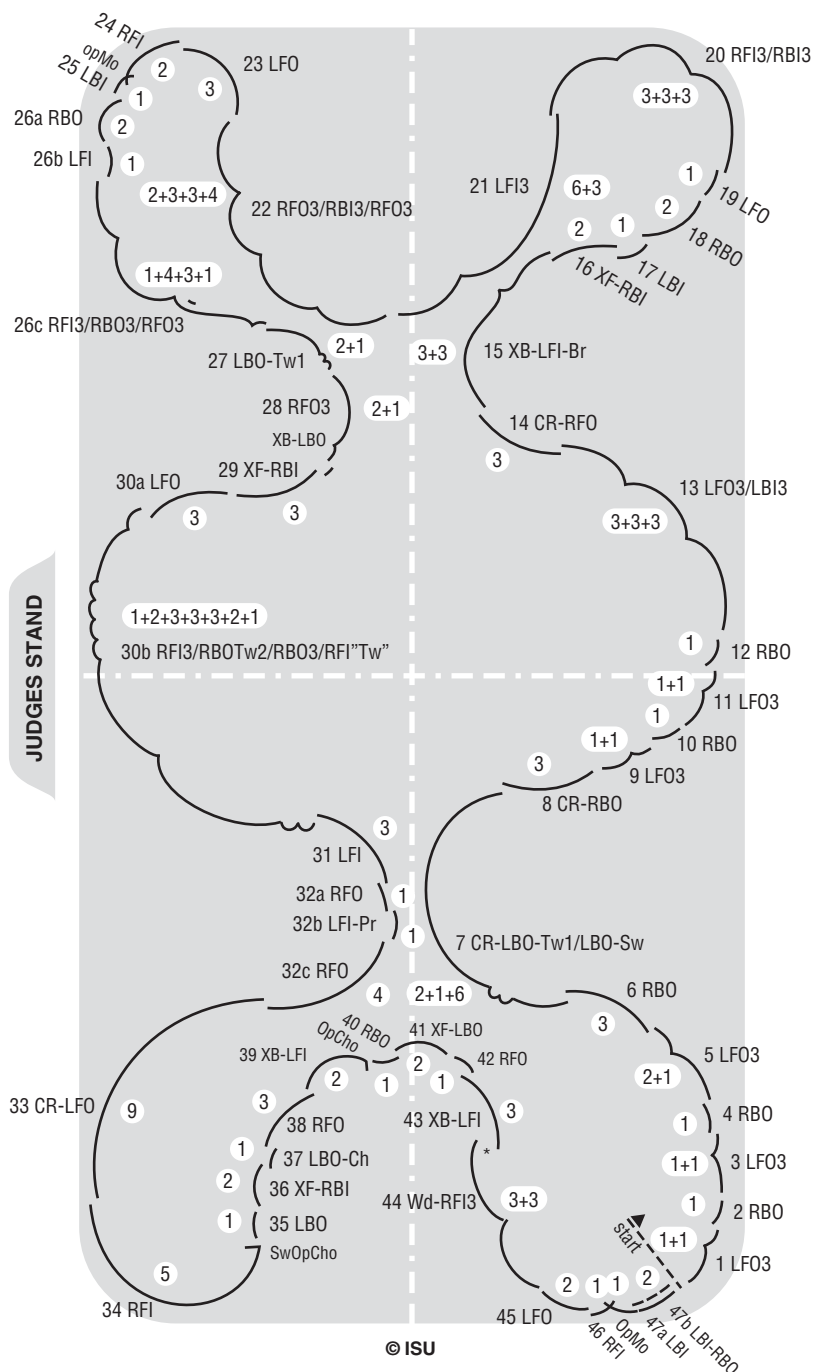 24 RFI
opMo
25 LBI
2
1
23 LFO
3
26a RBO
2
26b LFI
1
2+3+3+4
22 RFO3/RBI3/RFO3
1+4+3+1
26c RFI3/RBO3/RFO3
20 RFI3/RBI3
3+3+3
21 LFI3
6+3
1
19 LFO
2
18 RBO
1
17 LBI
2
16 XF-RBI
2+1
27 LBO-Tw1
3+3
15 XB-LFI-Br
28 RFO3
2+1
XB-LBO
14 CR-RFO
3
29 XF-RBI
3
30a LFO
3
13 LFO3/LBI3
3+3+3
1+2+3+3+3+2+1
30b RFI3/RBOTw2/RBO3/RFI”Tw”
JUDGES STAND
1
12 RBO
1+1
11 LFO3
1
10 RBO
1+1
9 LFO3
3
8 CR-RBO
3
31 LFI
32a RFO
1
32b LFI-Pr
1
7 CR-LBO-Tw1/LBO-Sw
32c RFO
4
2+1+6
6 RBO
3
5 LFO3
2+1
4 RBO
1
3 LFO3
1+1
2 RBO
1
1+1
1 LFO3
start
33 CR-LFO
9
39 XB-LFI
OpCho
40 RBO
41 XF-LBO
42 RFO
2
1
2
1
3
38 RFO
43 XB-LFI
3
*
1
37 LBO-Ch
2
36 XF-RBI
44 Wd-RFI3
3+3
1
35 LBO
SwOpCho
5
34 RFI
2
1
1
2
45 LFO
46 RFI
OpMo
47a LBI
47b LBI-RBO
© ISU